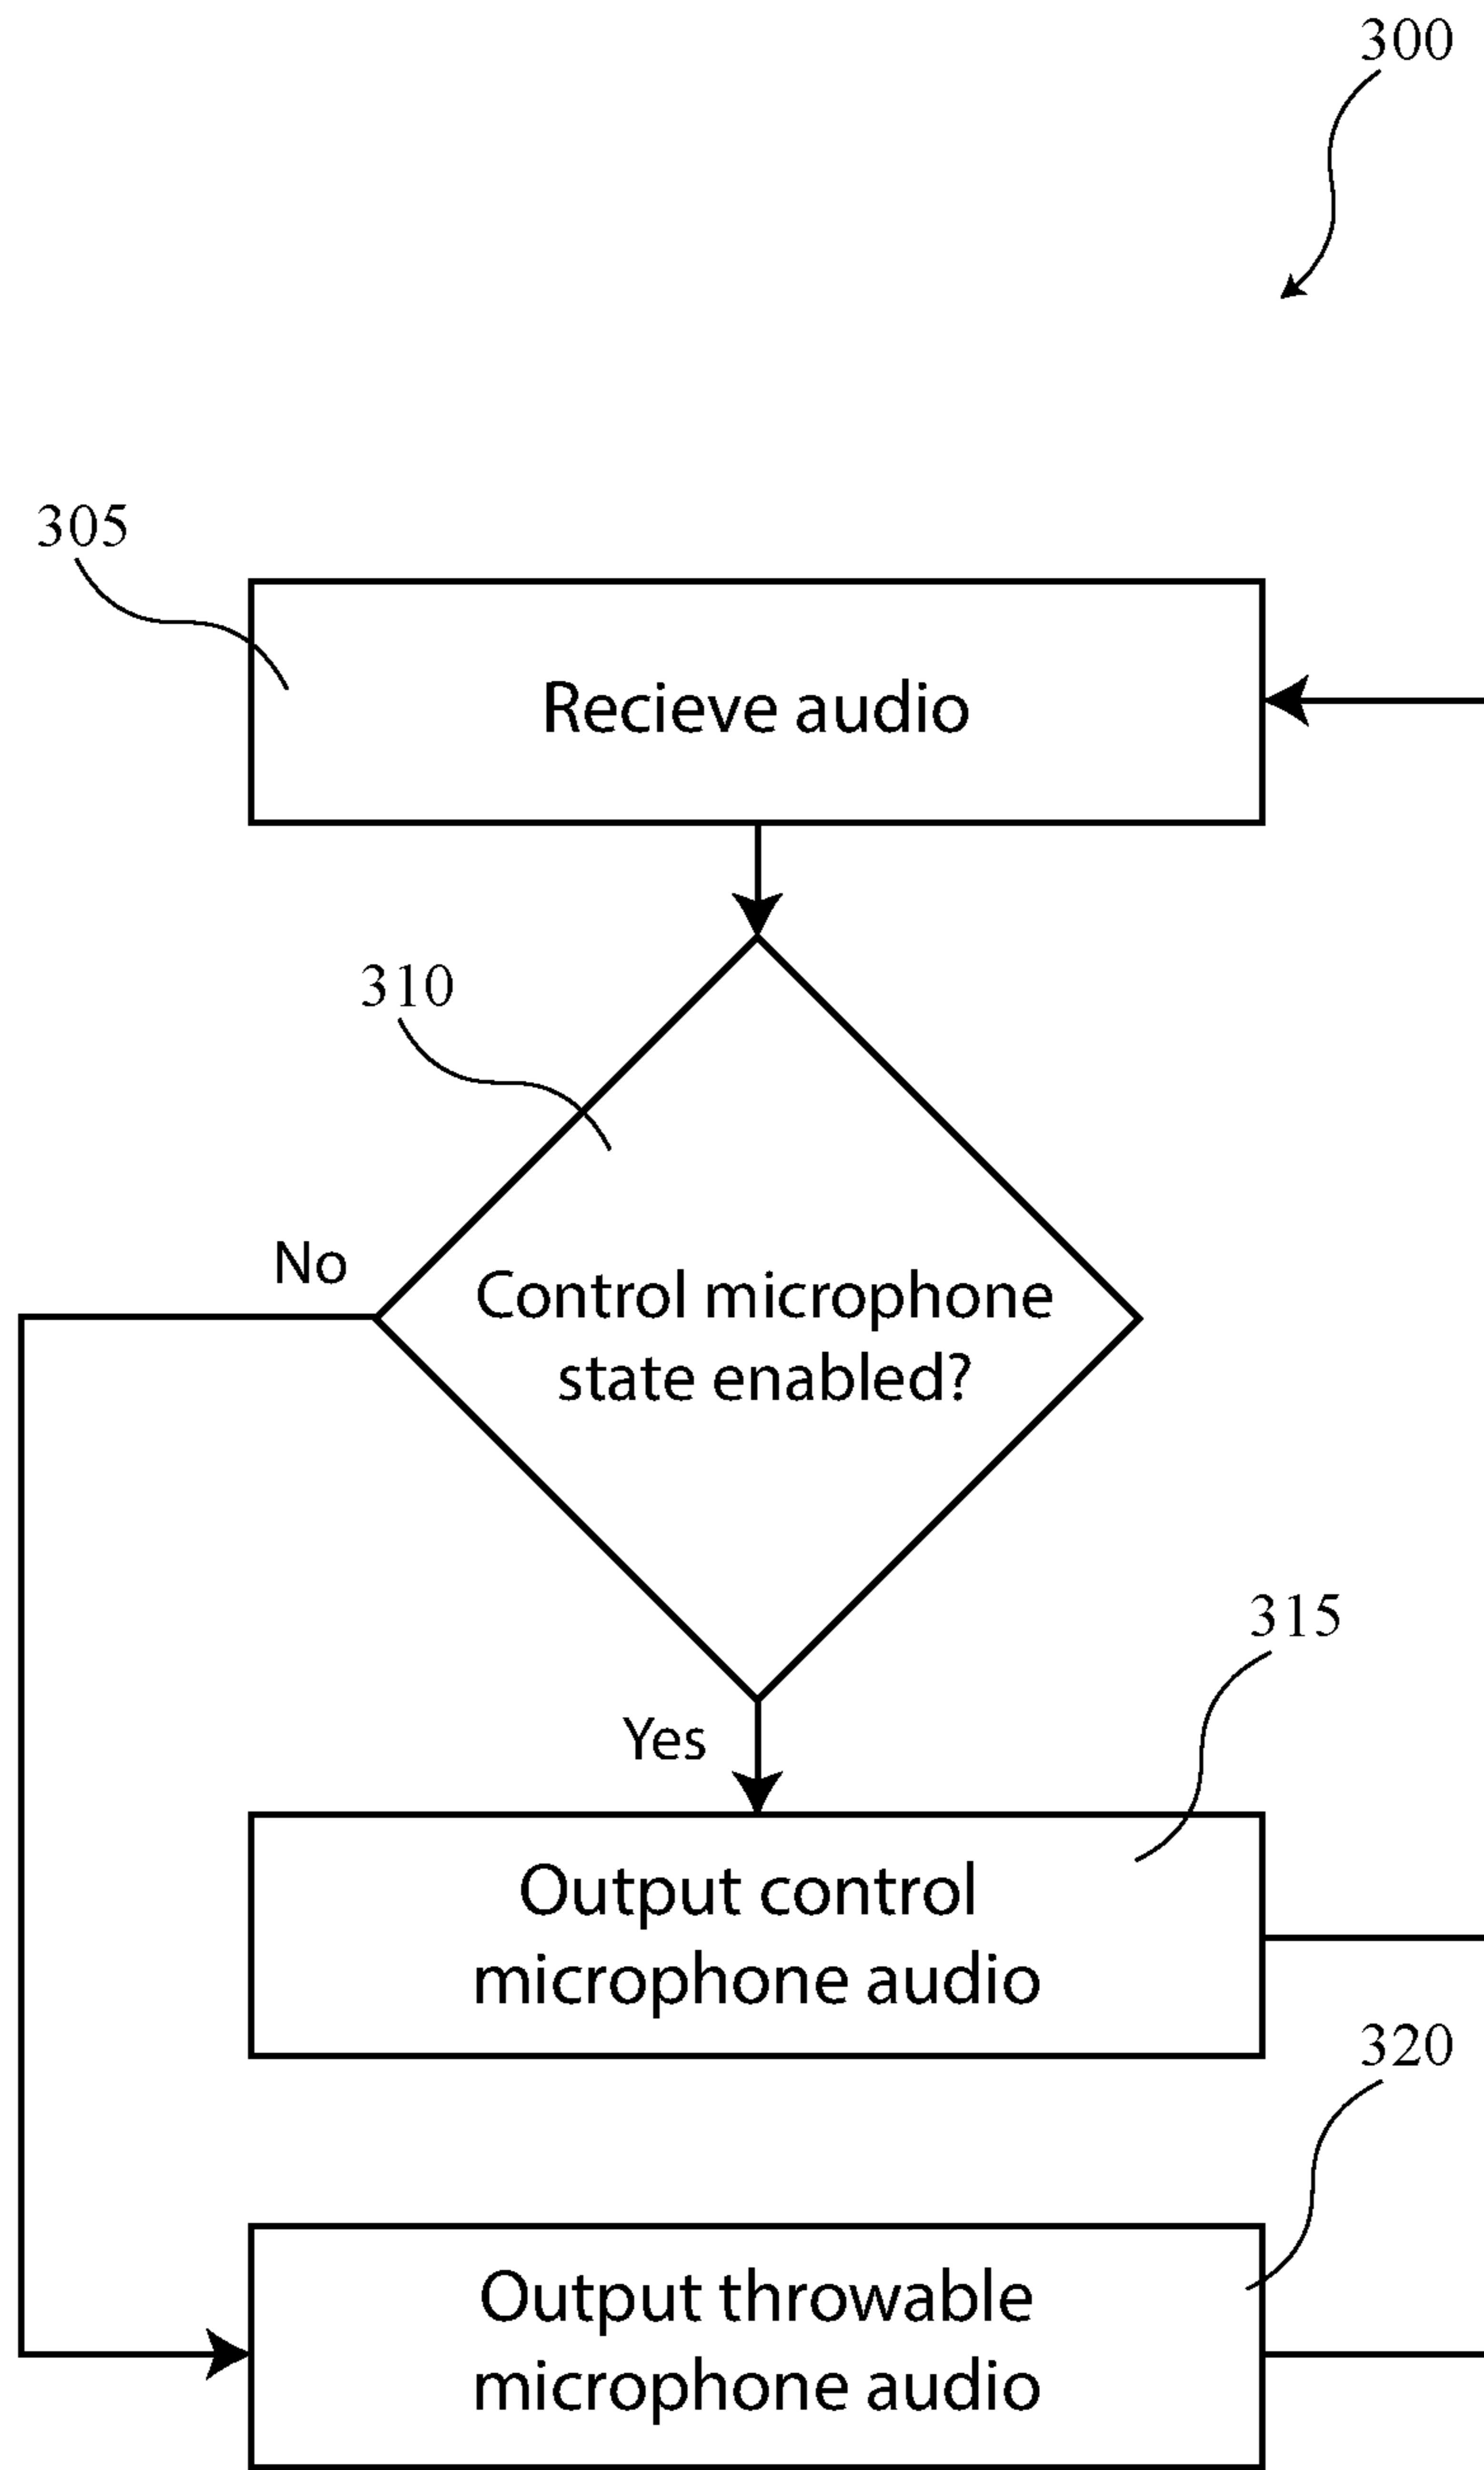 300
305
Recieve audio
310
No
Control microphone
state enabled?
315
Yes
Output control
microphone audio
320
Output throwable
microphone audio